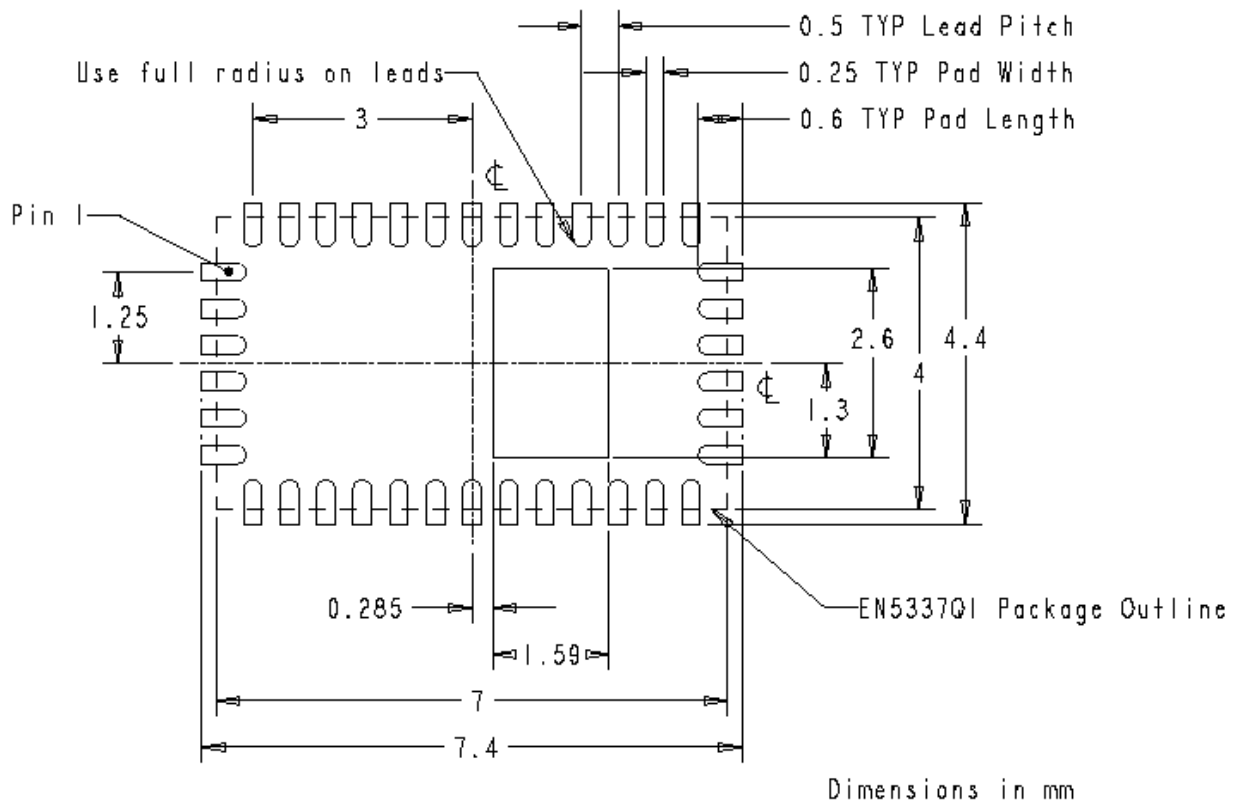 0.5 TYP Lead Pitch
Use full radius on leads
0.25 TYP Pad Width
3
0.6 TYP Pad Length
Pin 1
1.25
2.6
4.4
4
1.3
0.285
EN5337QI Package Outline
1.59
7
7.4
Dimensions in mm